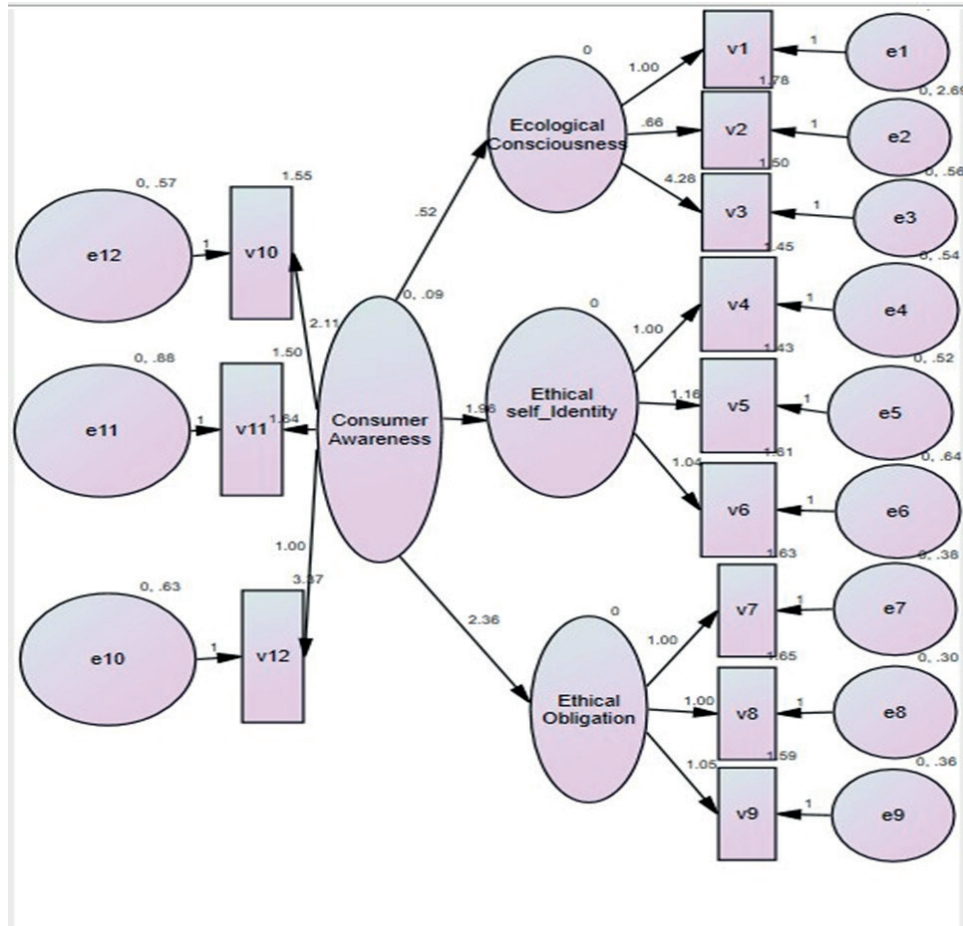 0
v1
1
e1
1.00
1.78
0, 2.69
Ecological
Consciousness
.66
v2
1
e2
1.50
0, .56
4.28
v3
1
e3
1.45
0, .54
.52
0, .57
1.55
e12
1
v10
2.11
0, .09
0
1.00
v4
1
e4
1.43
0, .52
0, .88
1.50
e11
1
v11
1.64
Consumer
Awareness
1.96
Ethical
self_Identity
1.16
v5
1
e5
1.61
0, .64
1.04
v6
1
e6
1.63
0, .38
0, .63
1.00
3.37
e10
1
v12
2.36
0
1.00
v7
1
e7
1.65
0, .30
Ethical
Obligation
1.00
v8
1
e8
1.59
0, .36
1.05
v9
1
e9